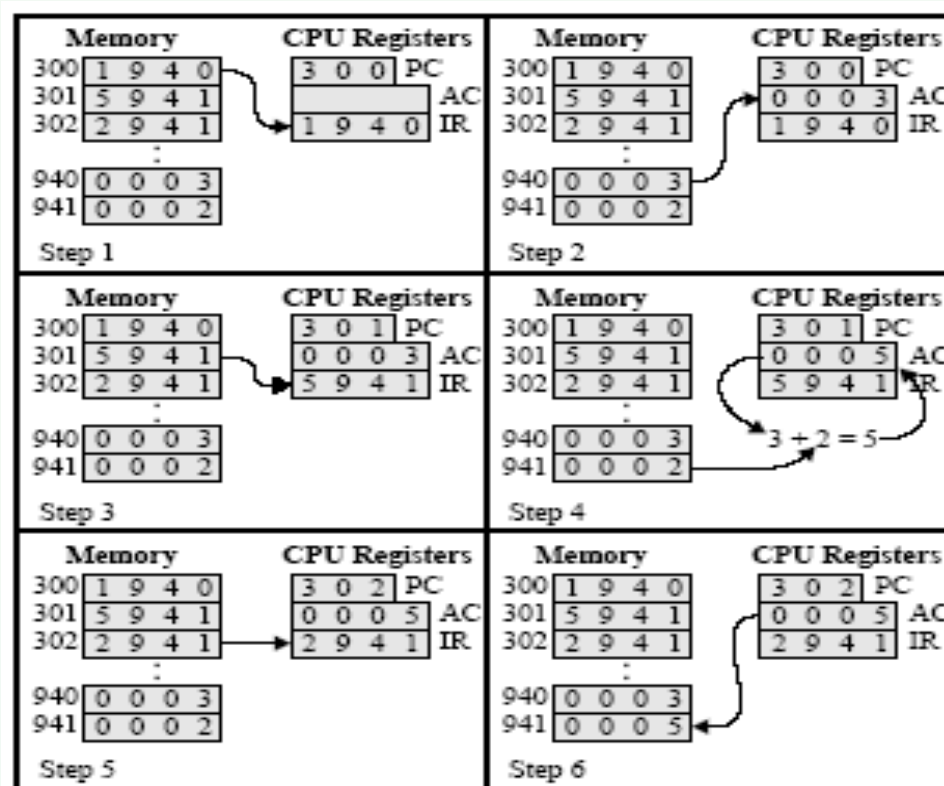 Memory CPU Registers
300 1 9 4 0 3 0 0 PC
301 5 9 4 1 AC
302 2 9 4 1 1 9 4 0 IR
:
940 0 0 0 3
941 0 0 0 2
Step 1
Memory CPU Registers
300 1 9 4 0 3 0 0 PC
301 5 9 4 1 0 0 0 3 AC
302 2 9 4 1 1 9 4 0 IR
:
940 0 0 0 3
941 0 0 0 2
Step 2
Memory CPU Registers
300 1 9 4 0 3 0 1 PC
301 5 9 4 1 0 0 0 3 AC
302 2 9 4 1 5 9 4 1 IR
:
940 0 0 0 3
941 0 0 0 2
Step 3
Memory CPU Registers
300 1 9 4 0 3 0 1 PC
301 5 9 4 1 0 0 0 5 AC
302 2 9 4 1 5 9 4 1 IR
:
940 0 0 0 3 3 + 2 = 5
941 0 0 0 2
Step 4
Memory CPU Registers
300 1 9 4 0 3 0 2 PC
301 5 9 4 1 0 0 0 5 AC
302 2 9 4 1 2 9 4 1 IR
:
940 0 0 0 3
941 0 0 0 2
Step 5
Memory CPU Registers
300 1 9 4 0 3 0 2 PC
301 5 9 4 1 0 0 0 5 AC
302 2 9 4 1 2 9 4 1 IR
:
940 0 0 0 3
941 0 0 0 5
Step 6